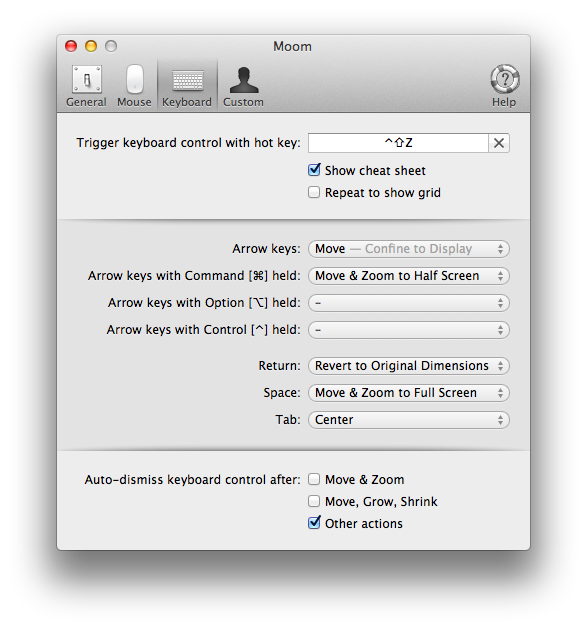 Moom
General Mouse Keyboard Custom Help
Trigger keyboard control with hot key: ^⇧Z
Show cheat sheet
Repeat to show grid
Arrow keys: Move — Confine to Display
Arrow keys with Command [⌘] held: Move & Zoom to Half Screen
Arrow keys with Option [⌥] held: –
Arrow keys with Control [^] held: –
Return: Revert to Original Dimensions
Space: Move & Zoom to Full Screen
Tab: Center
Auto-dismiss keyboard control after: Move & Zoom
Move, Grow, Shrink
Other actions